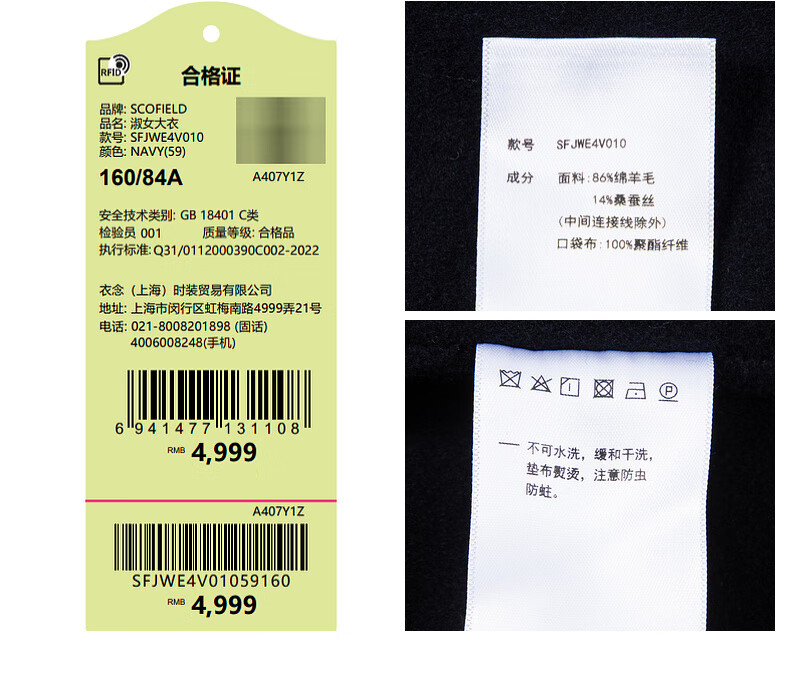 RFID
合格证
品牌: SCOFIELD
品名: 淑女大衣
款号: SFJWE4V010
颜色: NAVY(59)
160/84A
A407Y1Z
安全技术类别: GB 18401 C类
检验员 001 质量等级: 合格品
执行标准: Q31/0112000390C002-2022
衣念（上海）时装贸易有限公司
地址: 上海市闵行区虹梅南路4999弄21号
电话: 021-8008201898 (固话)
4006008248(手机)
6 941477 131108
RMB 4,999
A407Y1Z
SFJWE4V01059160
RMB 4,999
款号 SFJWE4V010
成分 面料:86%绵羊毛
14%桑蚕丝
(中间连接线除外)
口袋布:100%聚酯纤维
P
— 不可水洗，缓和干洗，
垫布熨烫，注意防虫
防蛀。